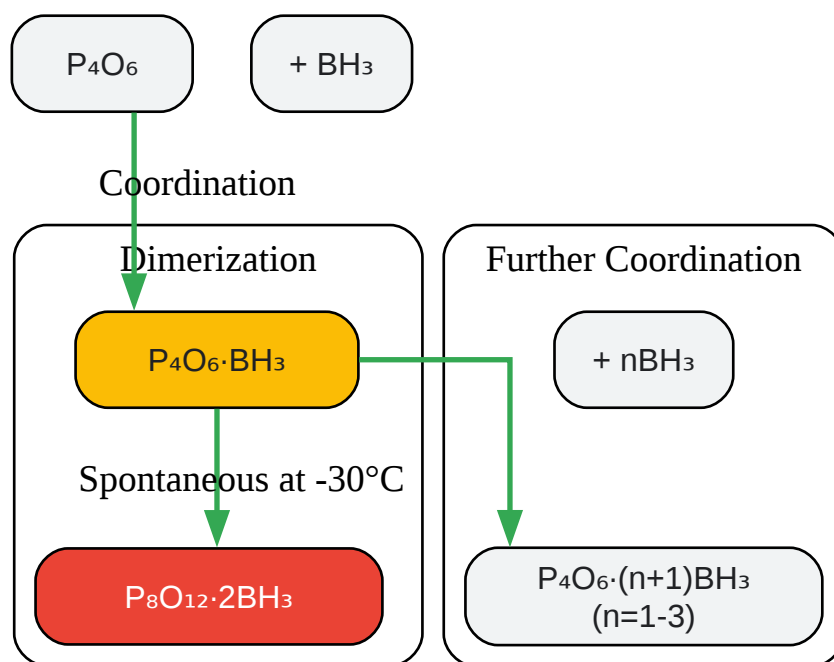 P₄O₆
+ BH₃
Coordination
Dimerization
Further Coordination
P₄O₆·BH₃
+ nBH₃
Spontaneous at -30°C
P₈O₁₂·2BH₃
P₄O₆·(n+1)BH₃
(n=1-3)